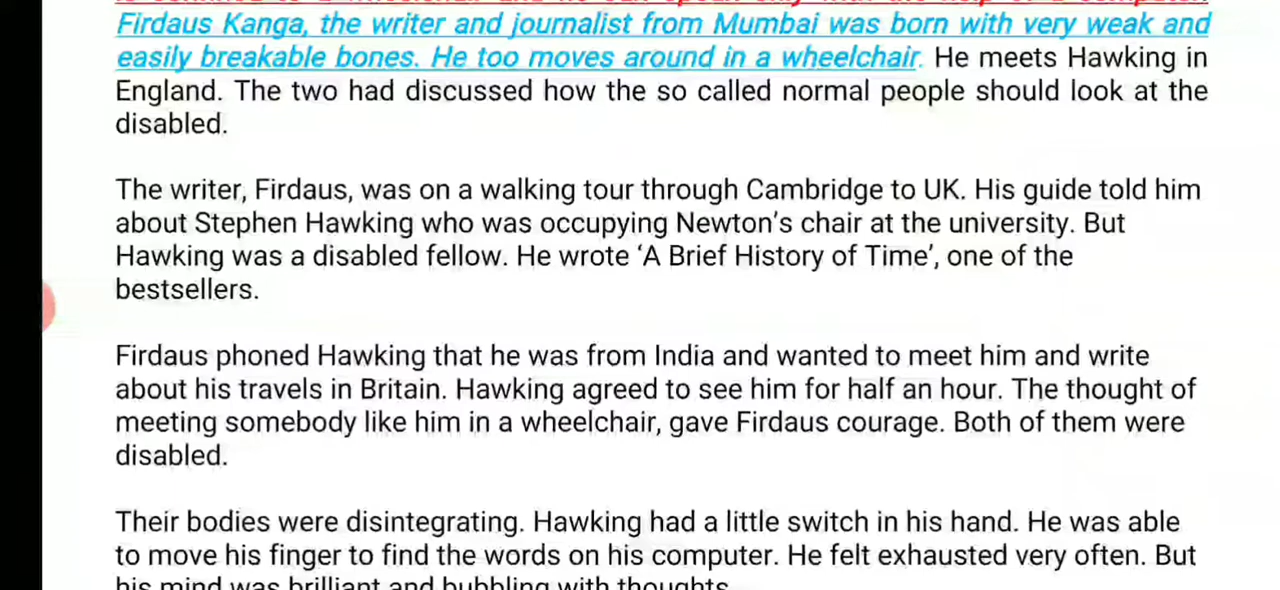 Firdaus Kanga, the writer and journalist from Mumbai was born with very weak and
easily breakable bones. He too moves around in a wheelchair. He meets Hawking in
England. The two had discussed how the so called normal people should look at the
disabled.
The writer, Firdaus, was on a walking tour through Cambridge to UK. His guide told him
about Stephen Hawking who was occupying Newton's chair at the university. But
Hawking was a disabled fellow. He wrote ‘A Brief History of Time’, one of the
bestsellers.
Firdaus phoned Hawking that he was from India and wanted to meet him and write
about his travels in Britain. Hawking agreed to see him for half an hour. The thought of
meeting somebody like him in a wheelchair, gave Firdaus courage. Both of them were
disabled.
Their bodies were disintegrating. Hawking had a little switch in his hand. He was able
to move his finger to find the words on his computer. He felt exhausted very often. But
his mind was brilliant and bubbling with thoughts.